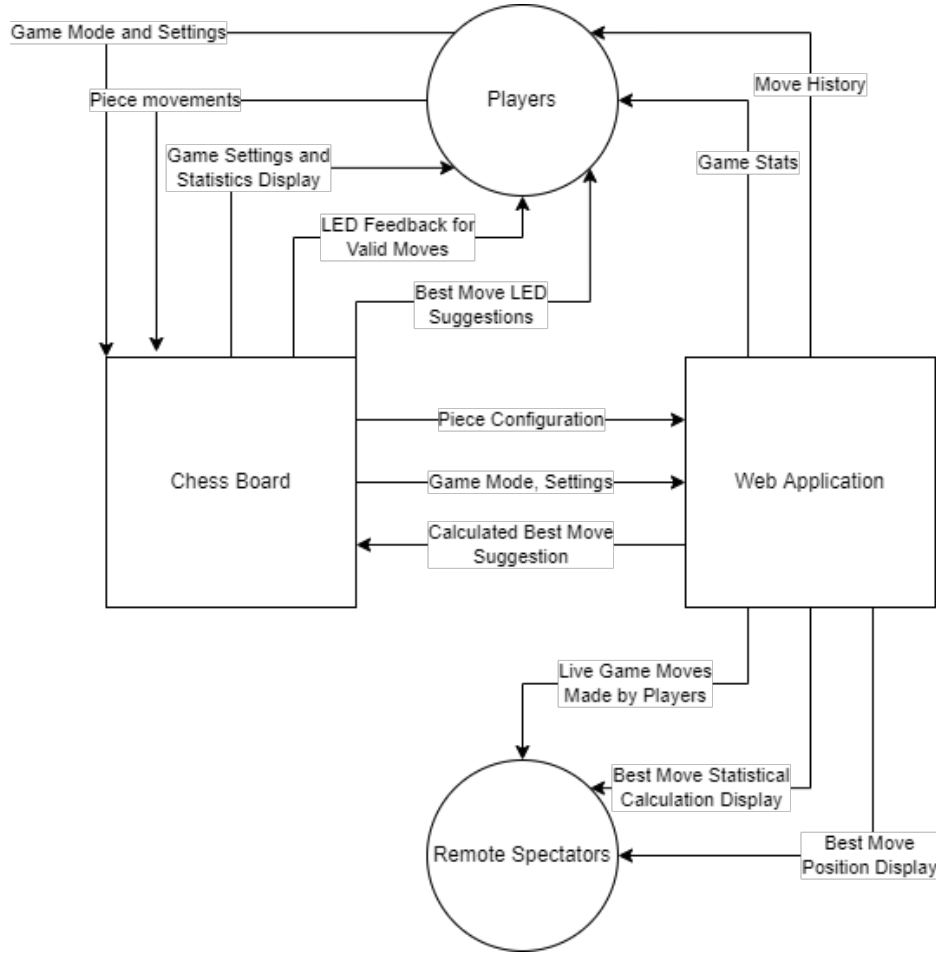 Game Mode and Settings
Players
Move History
Piece movements
Game Settings and
Statistics Display
Game Stats
LED Feedback for
Valid Moves
Best Move LED
Suggestions
Piece Configuration
Chess Board
Game Mode, Settings
Web Application
Calculated Best Move
Suggestion
Live Game Moves
Made by Players
Best Move Statistical
Calculation Display
Remote Spectators
Best Move
Position Display